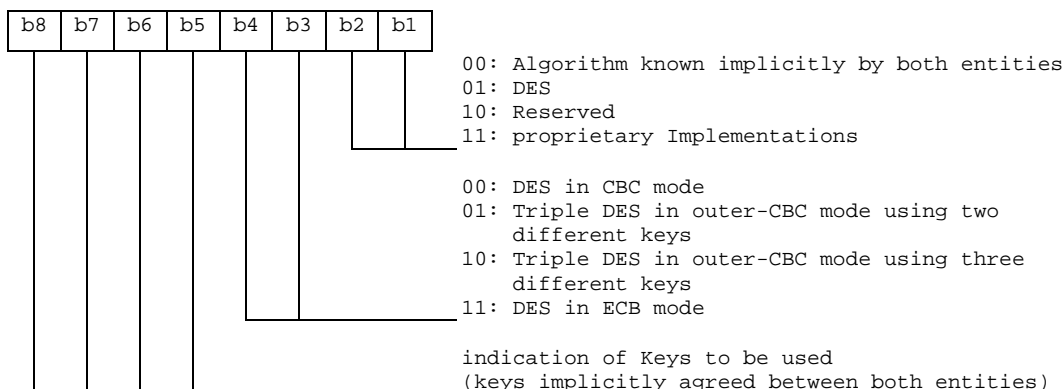 b8 b7 b6 b5 b4 b3 b2 b1
00: Algorithm known implicitly by both entities
01: DES
10: Reserved
11: proprietary Implementations
00: DES in CBC mode
01: Triple DES in outer-CBC mode using two
different keys
10: Triple DES in outer-CBC mode using three
different keys
11: DES in ECB mode
indication of Keys to be used
(keys implicitly agreed between both entities)